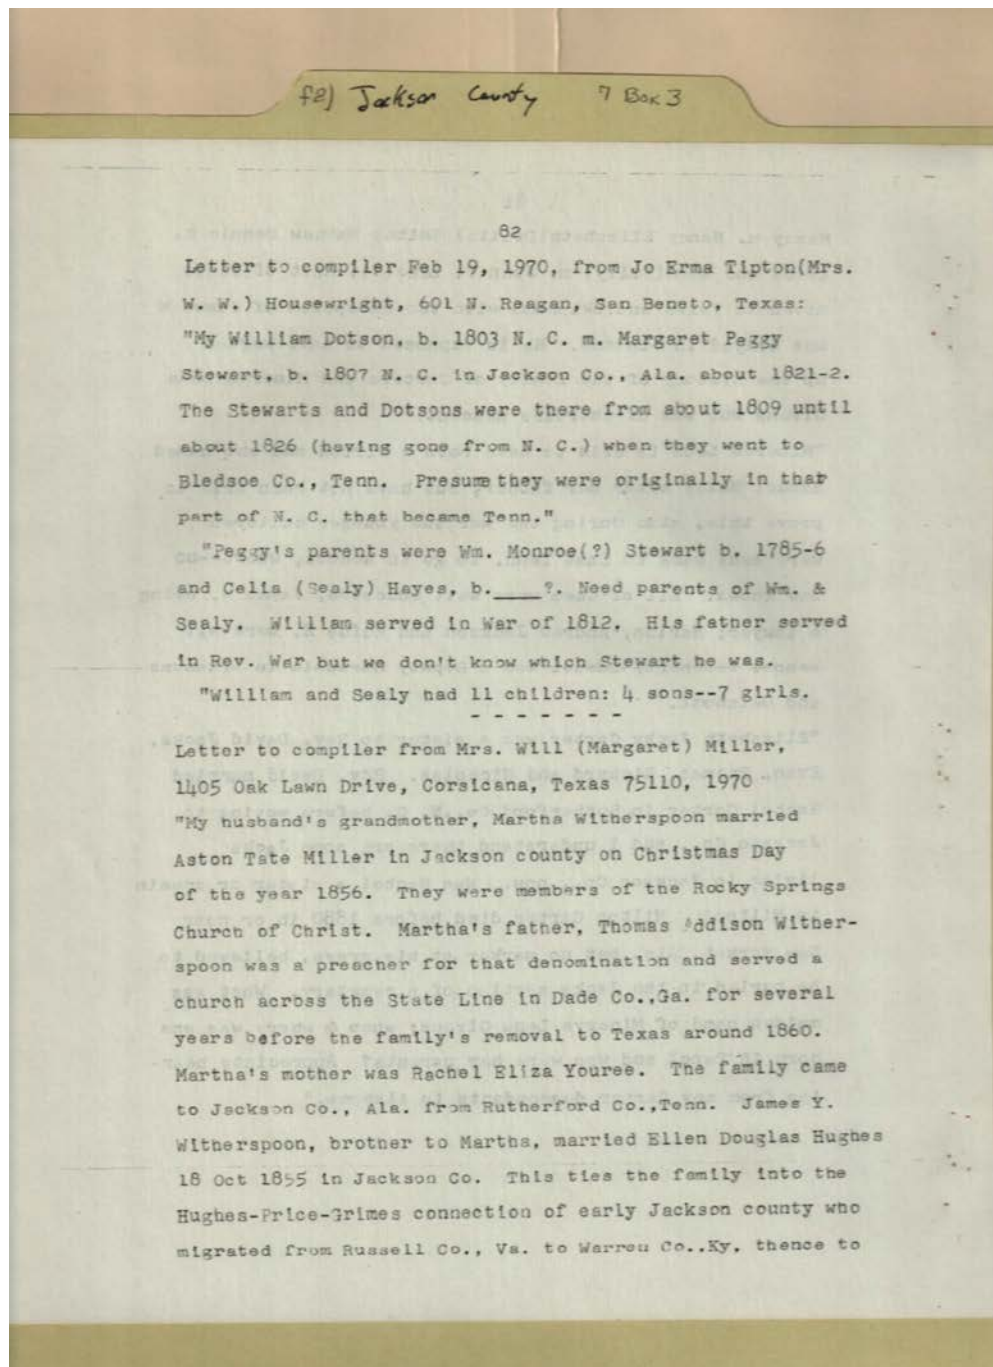 f2) Jackson County 7 Box 3
82
Letter to compiler Feb 19, 1970, from Jo Erma Tipton(Mrs.
W. W.) Housewright, 601 N. Reagan, San Beneto, Texas:
"My William Dotson, b. 1803 N. C. m. Margaret Peggy
Stewert, b. 1807 N. C. in Jackson Co., Ala. about 1821-2.
The Stewarts and Dotsons were there from about 1809 until
about 1826 (having gone from N. C.) when they went to
Bledsoe Co., Tenn. Presume they were originally in that
part of N. C. that became Tenn."
"Peggy's parents were Wm. Monroe(?) Stewart b. 1785-6
and Celia (Sealy) Hayes, b.____?. Need parents of Wm. &
Sealy. William served in War of 1812. His father served
in Rev. War but we don't know which Stewart he was.
"William and Sealy had 11 children: 4 sons--7 girls.
- - - - - - -
Letter to compiler from Mrs. Will (Margaret) Miller,
1405 Oak Lawn Drive, Corsicana, Texas 75110, 1970
"My husband's grandmother, Martha Witherspoon married
Aston Tate Miller in Jackson county on Christmas Day
of the year 1856. They were members of the Rocky Springs
Church of Christ. Martha's father, Thomas Addison Wither-
spoon was a preacher for that denomination and served a
church across the State Line in Dade Co.,Ga. for several
years before the family's removal to Texas around 1860.
Martha's mother was Rachel Eliza Youree. The family came
to Jackson Co., Ala. from Rutherford Co.,Tenn. James Y.
Witherspoon, brother to Martha, married Ellen Douglas Hughes
18 Oct 1855 in Jackson Co. This ties the family into the
Hughes-Price-Grimes connection of early Jackson county who
migrated from Russell Co., Va. to Warren Co.,Ky. thence to